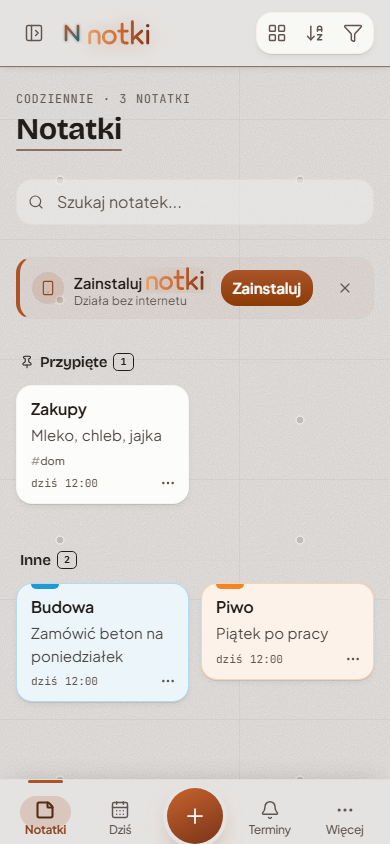 N notki
CODZIENNIE · 3 NOTATKI
Notatki
Szukaj notatek...
Zainstaluj notki
Działa bez internetu
Zainstaluj
Przypięte 1
Zakupy
Mleko, chleb, jajka
#dom
dziś 12:00
Inne 2
Budowa
Zamówić beton na
poniedziałek
dziś 12:00
Piwo
Piątek po pracy
dziś 12:00
Notatki
Dziś
Terminy
Więcej